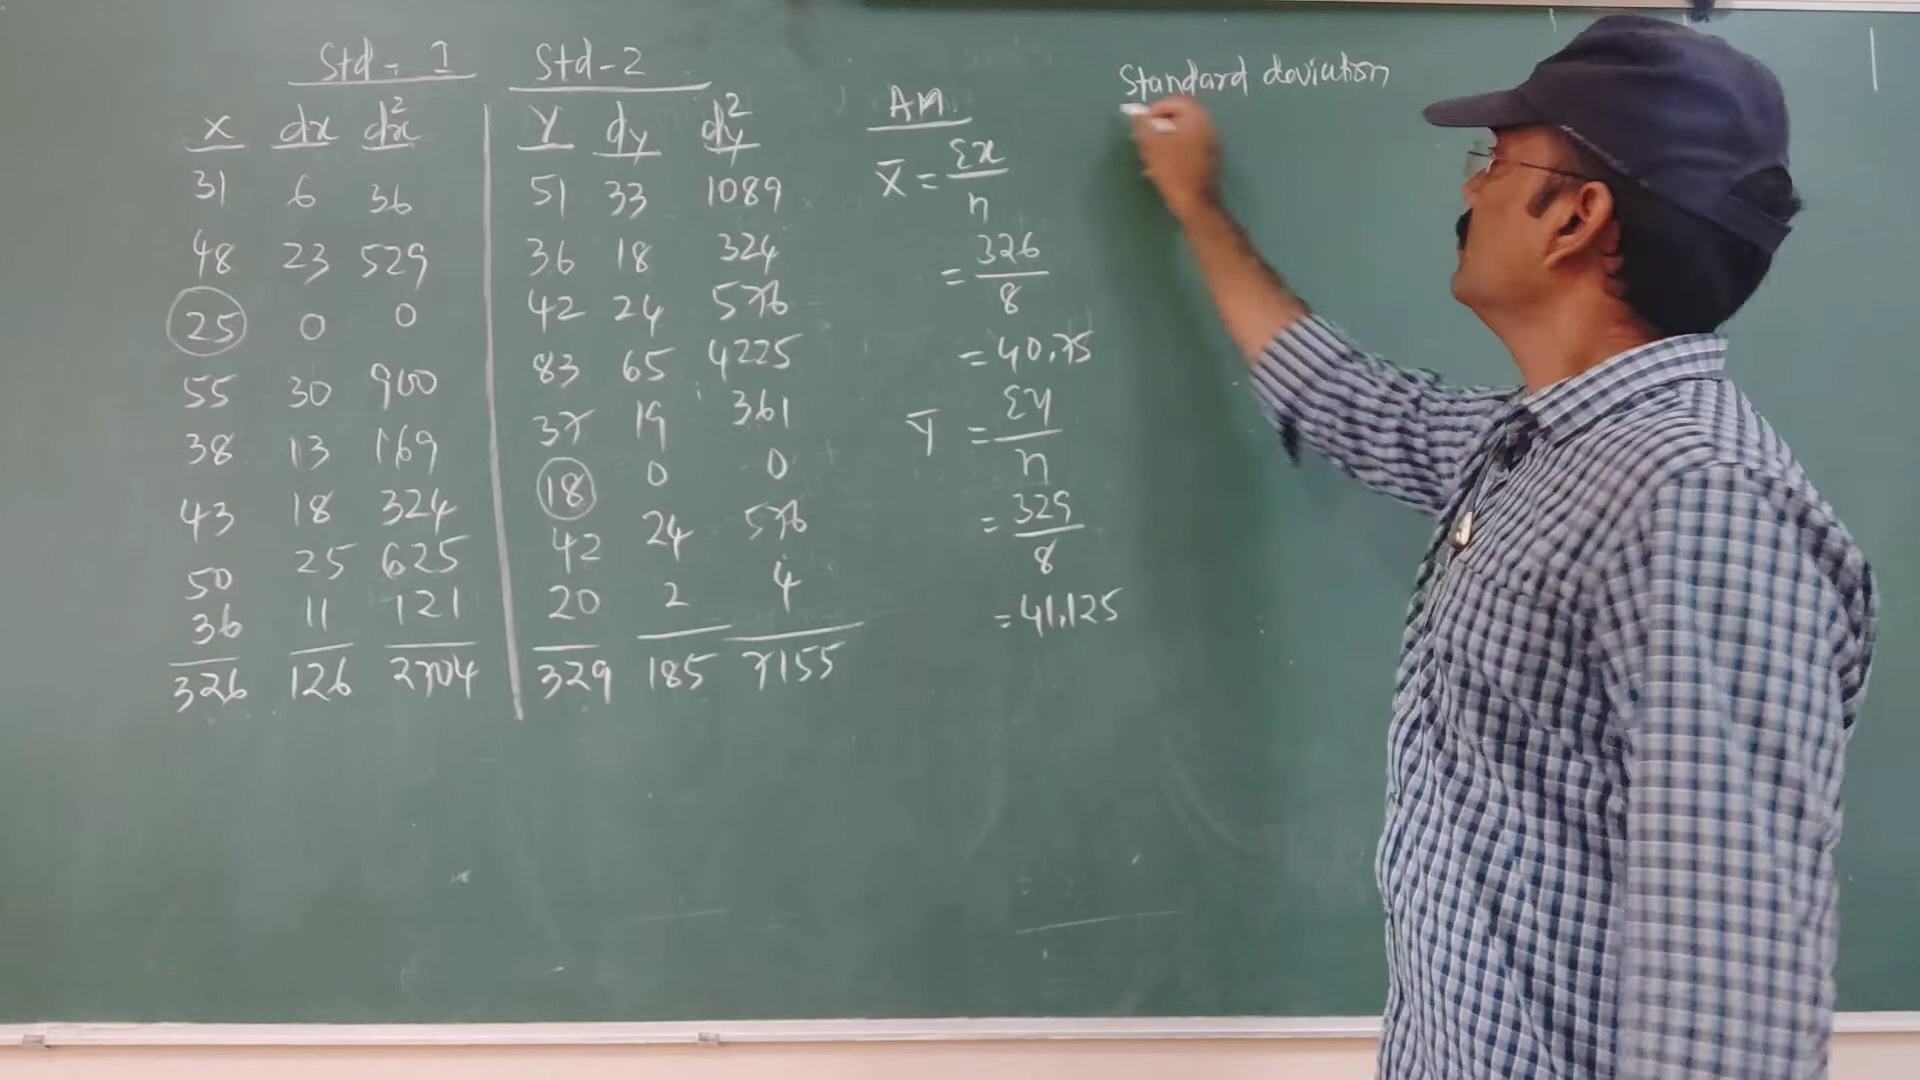 Std - I
x dx dx²
31 6 36
48 23 529
25 0 0
55 30 900
38 13 169
43 18 324
50 25 625
36 11 121
326 126 2704
Std-2
Y dy dy²
51 33 1089
36 18 324
42 24 576
83 65 4225
37 19 361
18 0 0
42 24 576
20 2 4
329 185 7155
AM
X̄ = Σx/n
= 326/8
= 40.75
Ȳ = Σy/n
= 329/8
= 41.125
Standard deviation